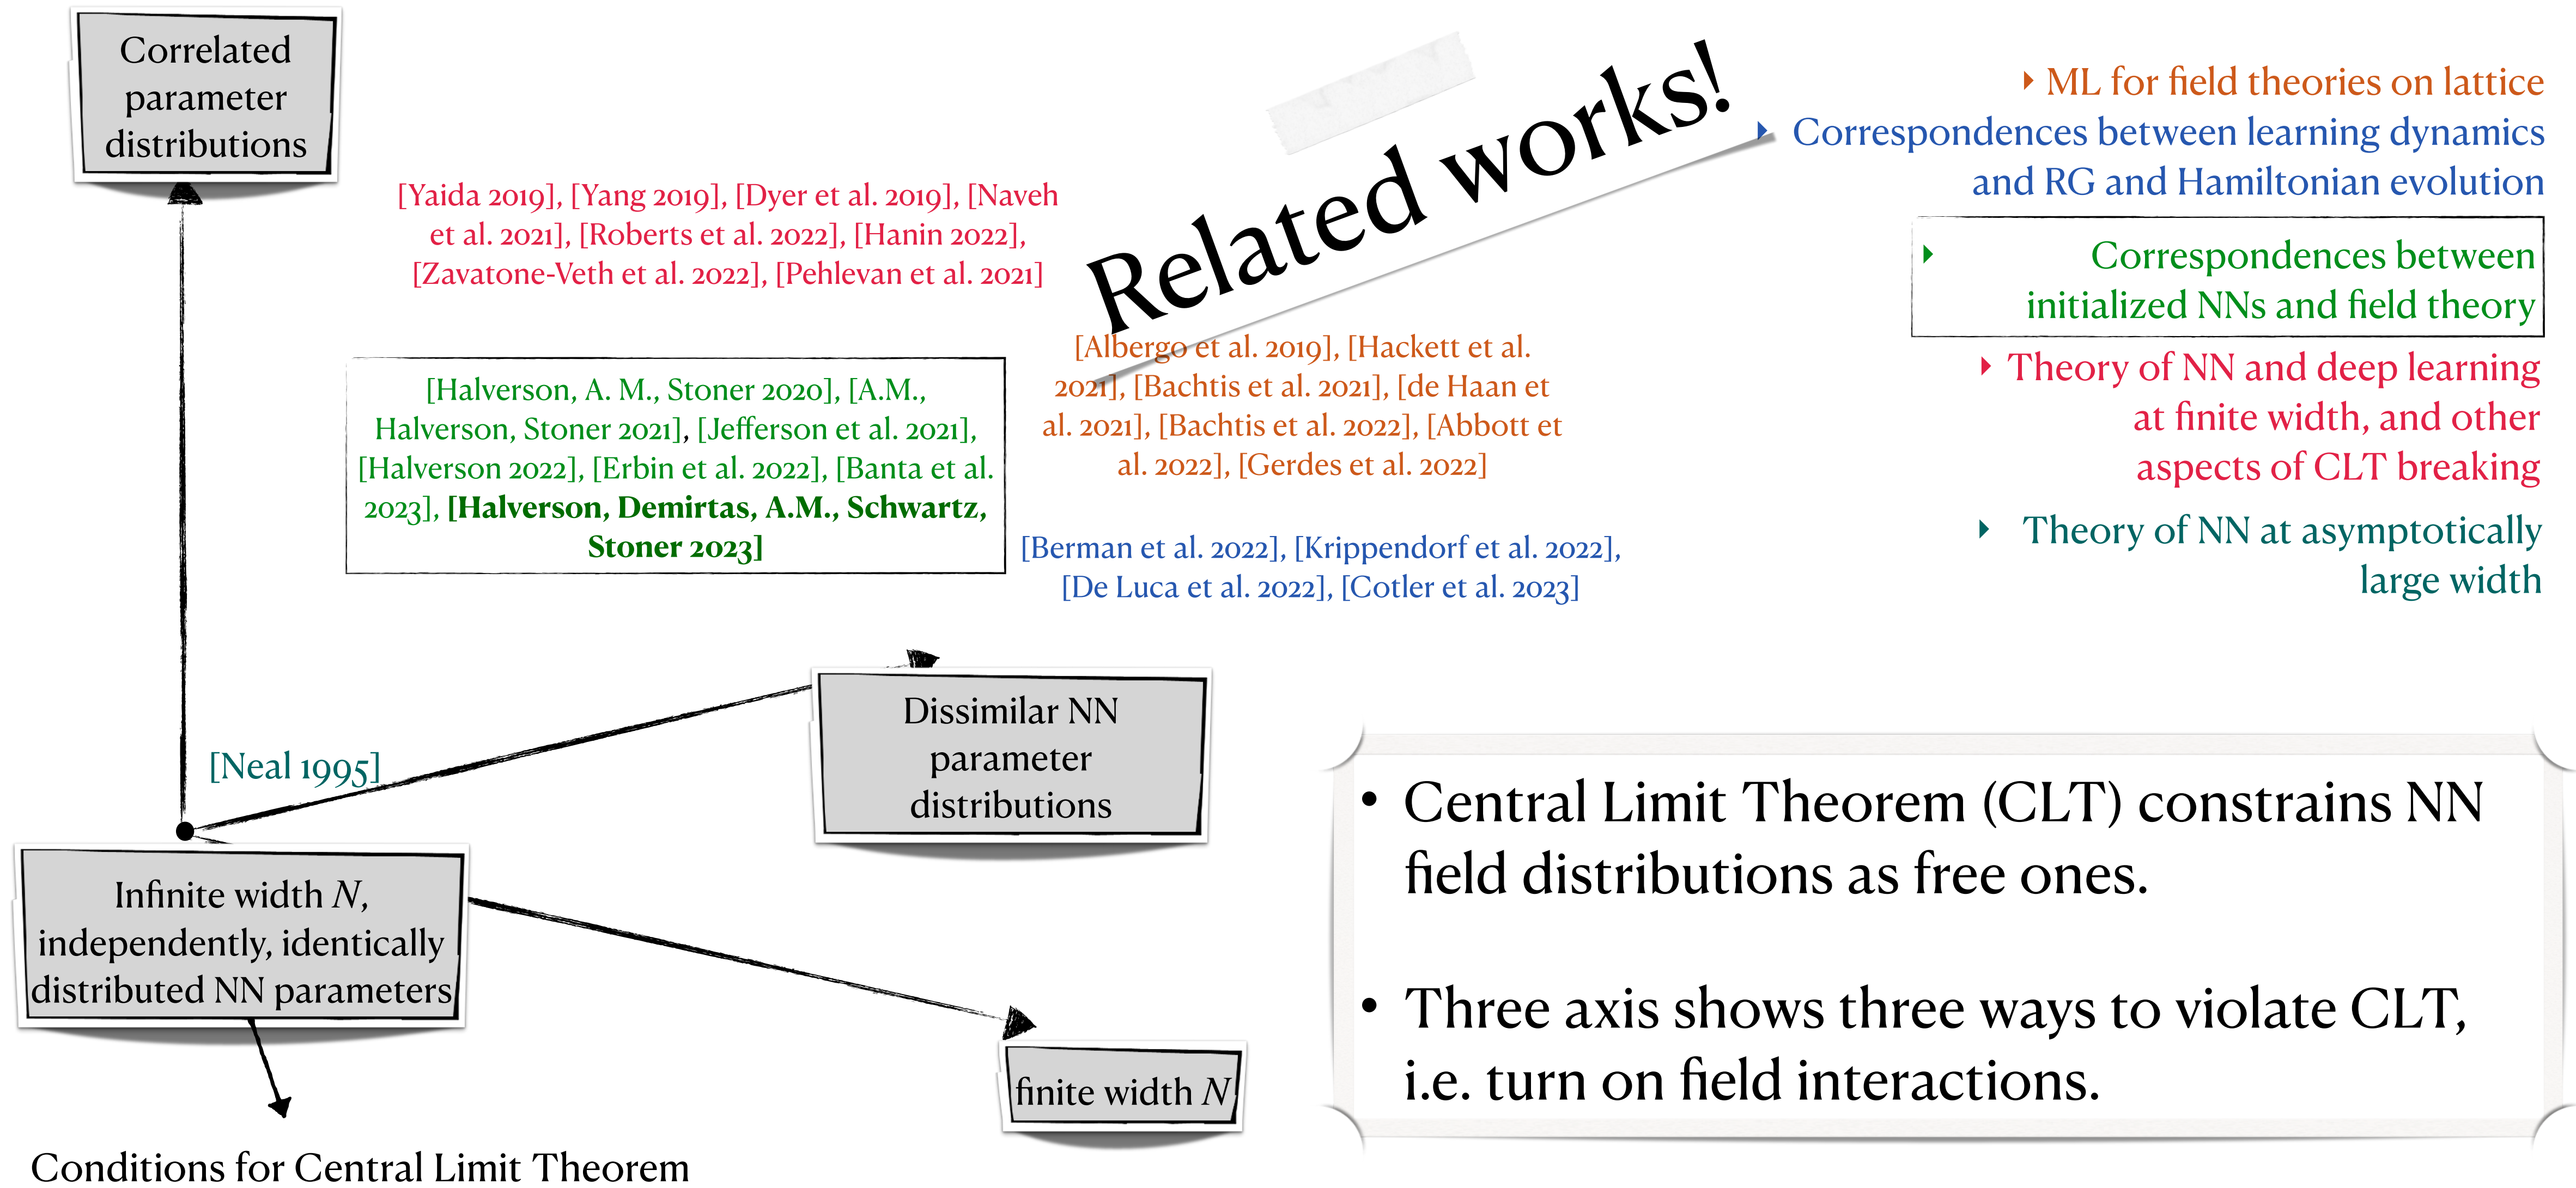 Correlated
parameter
distributions
[Yaida 2019], [Yang 2019], [Dyer et al. 2019], [Naveh
et al. 2021], [Roberts et al. 2022], [Hanin 2022],
[Zavatone-Veth et al. 2022], [Pehlevan et al. 2021]
Related works!
‣ ML for field theories on lattice
‣ Correspondences between learning dynamics
and RG and Hamiltonian evolution
‣ Correspondences between
initialized NNs and field theory
‣ Theory of NN and deep learning
at finite width, and other
aspects of CLT breaking
‣ Theory of NN at asymptotically
large width
[Halverson, A. M., Stoner 2020], [A.M.,
Halverson, Stoner 2021], [Jefferson et al. 2021],
[Halverson 2022], [Erbin et al. 2022], [Banta et al.
2023], [Halverson, Demirtas, A.M., Schwartz,
Stoner 2023]
[Albergo et al. 2019], [Hackett et al.
2021], [Bachtis et al. 2021], [de Haan et
al. 2021], [Bachtis et al. 2022], [Abbott et
al. 2022], [Gerdes et al. 2022]
[Berman et al. 2022], [Krippendorf et al. 2022],
[De Luca et al. 2022], [Cotler et al. 2023]
[Neal 1995]
Dissimilar NN
parameter
distributions
Infinite width N,
independently, identically
distributed NN parameters
finite width N
Conditions for Central Limit Theorem
• Central Limit Theorem (CLT) constrains NN
field distributions as free ones.
• Three axis shows three ways to violate CLT,
i.e. turn on field interactions.